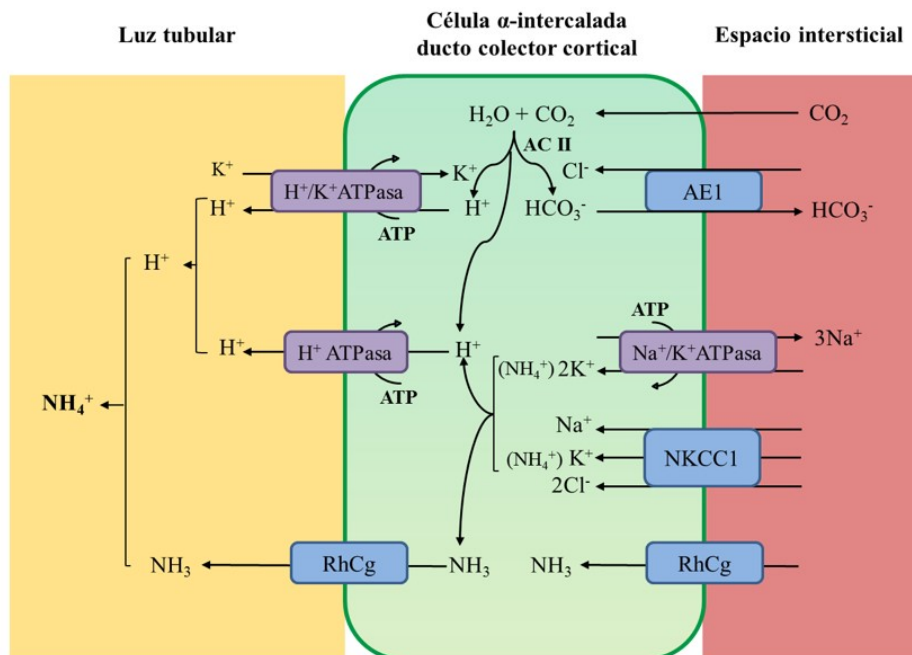 Luz tubular
Célula α-intercalada
ducto colector cortical
Espacio intersticial
H₂O + CO₂
CO₂
AC II
K⁺
H⁺/K⁺ATPasa
K⁺
Cl⁻
AE1
H⁺
H⁺
HCO₃⁻
HCO₃⁻
ATP
H⁺
ATP
H⁺
H⁺ ATPasa
H⁺
Na⁺/K⁺ATPasa
3Na⁺
(NH₄⁺) 2K⁺
ATP
NH₄⁺
Na⁺
(NH₄⁺) K⁺
NKCC1
2Cl⁻
NH₃
RhCg
NH₃
NH₃
RhCg